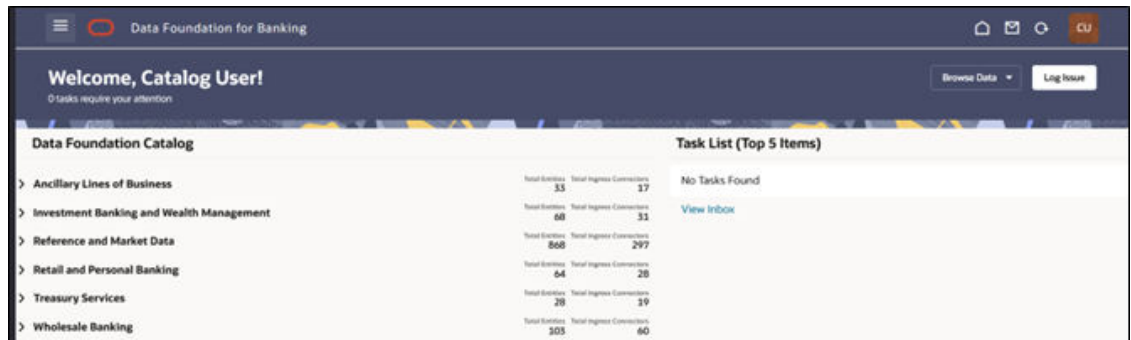 Data Foundation for Banking
CU
Welcome, Catalog User!
0 tasks require your attention
Browse Data
Log Issue
Data Foundation Catalog
Ancillary Lines of Business
Total Entities Total Ingress Connectors
33 17
Investment Banking and Wealth Management
Total Entities Total Ingress Connectors
68 31
Reference and Market Data
Total Entities Total Ingress Connectors
868 297
Retail and Personal Banking
Total Entities Total Ingress Connectors
64 28
Treasury Services
Total Entities Total Ingress Connectors
28 19
Wholesale Banking
Total Entities Total Ingress Connectors
103 60
Task List (Top 5 Items)
No Tasks Found
View Inbox